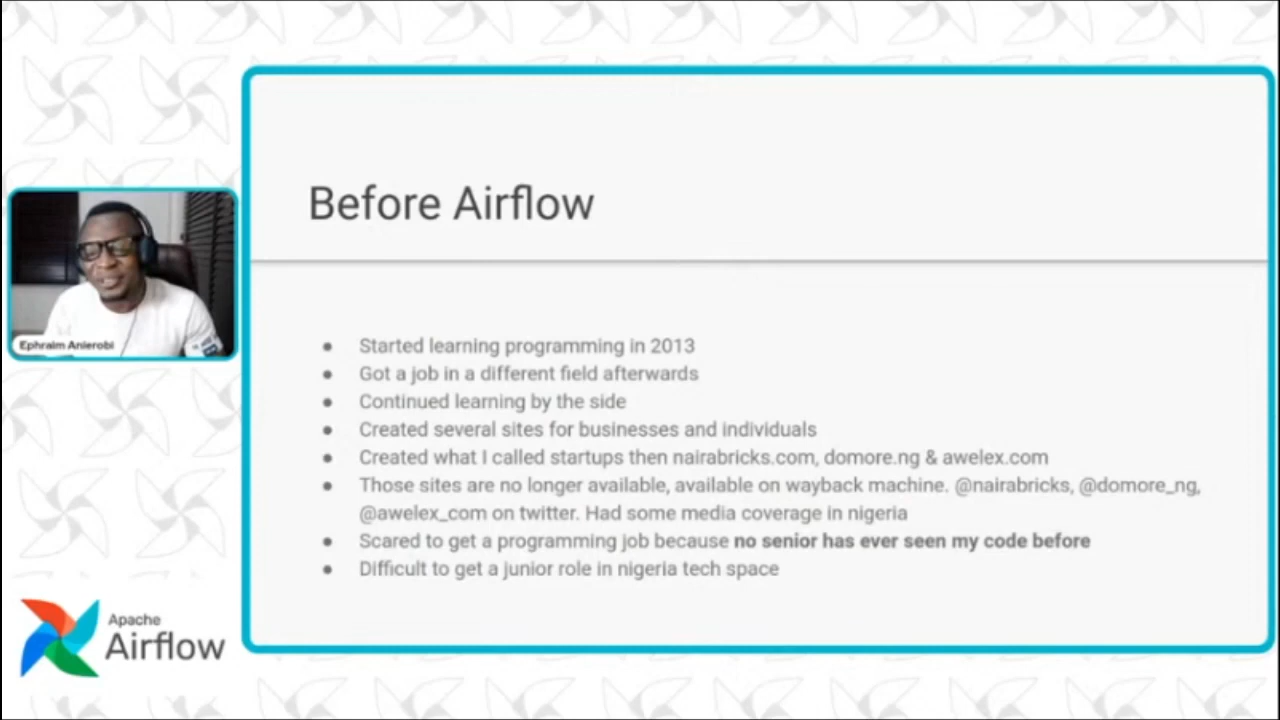 Before Airflow
Ephraim Anierobi
● Started learning programming in 2013
● Got a job in a different field afterwards
● Continued learning by the side
● Created several sites for businesses and individuals
● Created what I called startups then nairabricks.com, domore.ng & awelex.com
● Those sites are no longer available, available on wayback machine. @nairabricks, @domore_ng,
@awelex_com on twitter. Had some media coverage in nigeria
● Scared to get a programming job because no senior has ever seen my code before
● Difficult to get a junior role in nigeria tech space
Apache
Airflow